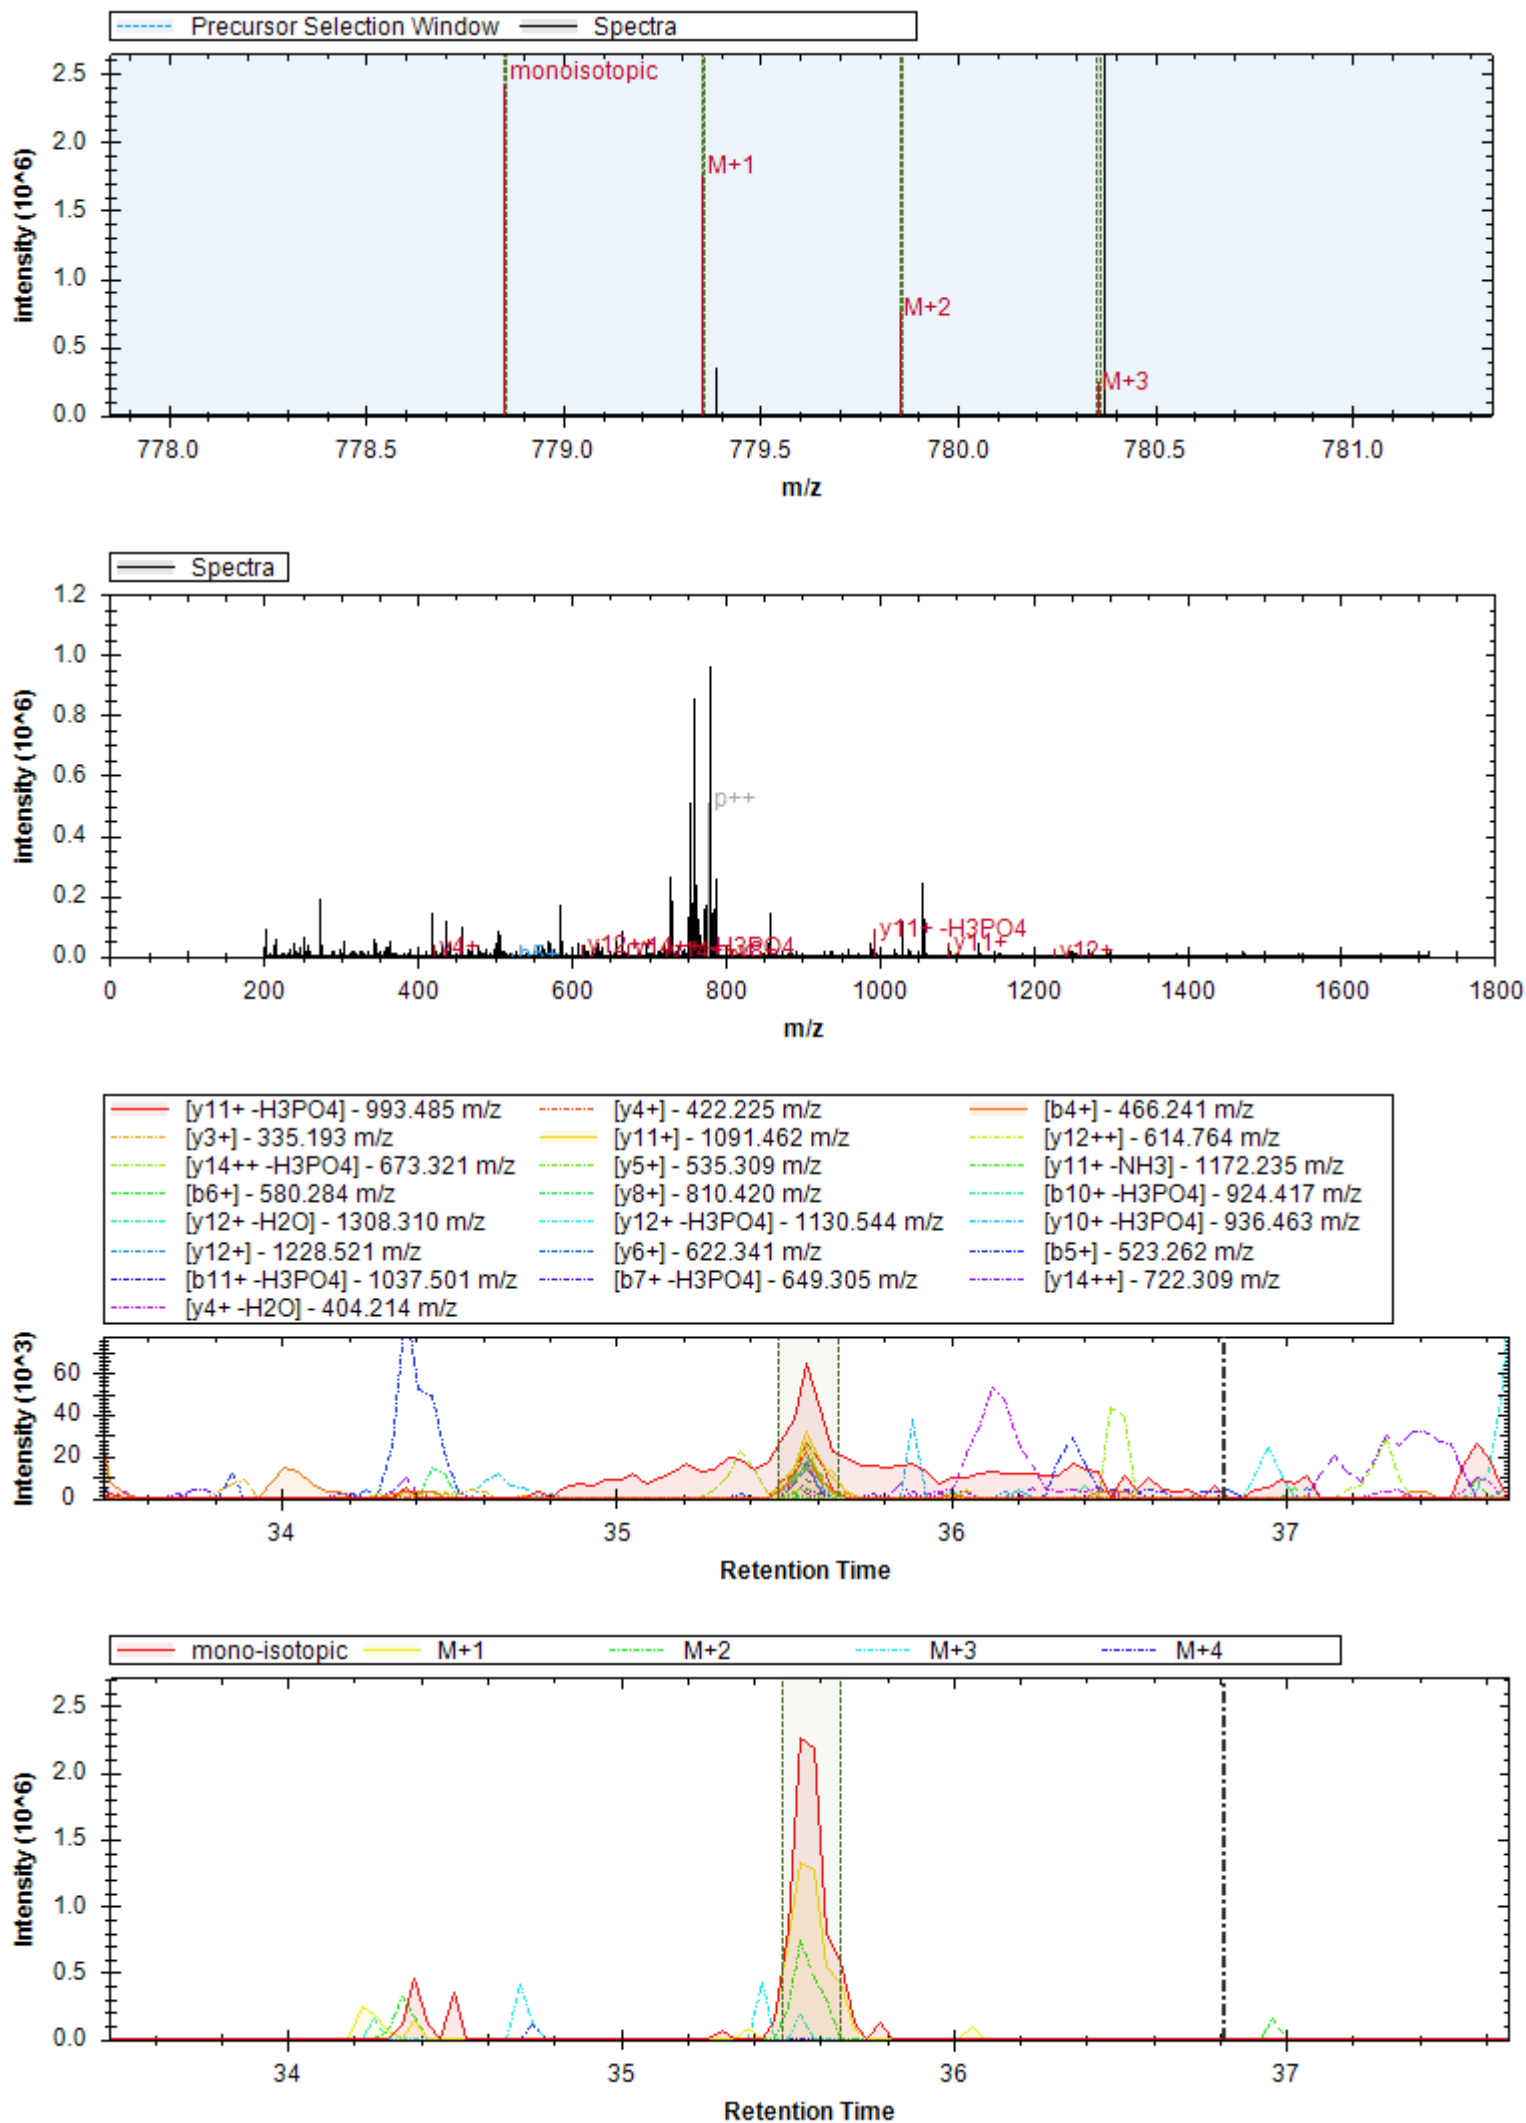 Precursor Selection Window Spectra
intensity (10^6)
2.5
2.0
1.5
1.0
0.5
0.0
monoisotopic
M+1
M+2
M+3
778.0 778.5 779.0 779.5 780.0 780.5 781.0
m/z
Spectra
intensity (10^6)
1.2
1.0
0.8
0.6
0.4
0.2
0.0
p++
y4+
y11+ -H3PO4
y11+
y12+
0 200 400 600 800 1000 1200 1400 1600 1800
m/z
[y11+ -H3PO4] - 993.485 m/z [y4+] - 422.225 m/z [b4+] - 466.241 m/z
[y3+] - 335.193 m/z [y11+] - 1091.462 m/z [y12++] - 614.764 m/z
[y14++ -H3PO4] - 673.321 m/z [y5+] - 535.309 m/z [y11+ -NH3] - 1172.235 m/z
[b6+] - 580.284 m/z [y8+] - 810.420 m/z [b10+ -H3PO4] - 924.417 m/z
[y12+ -H2O] - 1308.310 m/z [y12+ -H3PO4] - 1130.544 m/z [y10+ -H3PO4] - 936.463 m/z
[y12+] - 1228.521 m/z [y6+] - 622.341 m/z [b5+] - 523.262 m/z
[b11+ -H3PO4] - 1037.501 m/z [b7+ -H3PO4] - 649.305 m/z [y14++] - 722.309 m/z
[y4+ -H2O] - 404.214 m/z
Intensity (10^3)
60
40
20
0
34 35 36 37
Retention Time
mono-isotopic M+1 M+2 M+3 M+4
Intensity (10^6)
2.5
2.0
1.5
1.0
0.5
0.0
34 35 36 37
Retention Time